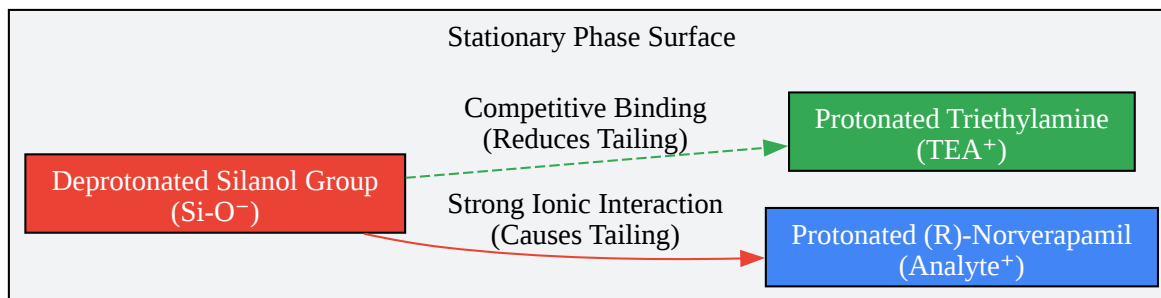 Stationary Phase Surface
Competitive Binding
(Reduces Tailing)
Protonated Triethylamine
(TEA⁺)
Deprotonated Silanol Group
(Si-O⁻)
Strong Ionic Interaction
(Causes Tailing)
Protonated (R)-Norverapamil
(Analyte⁺)